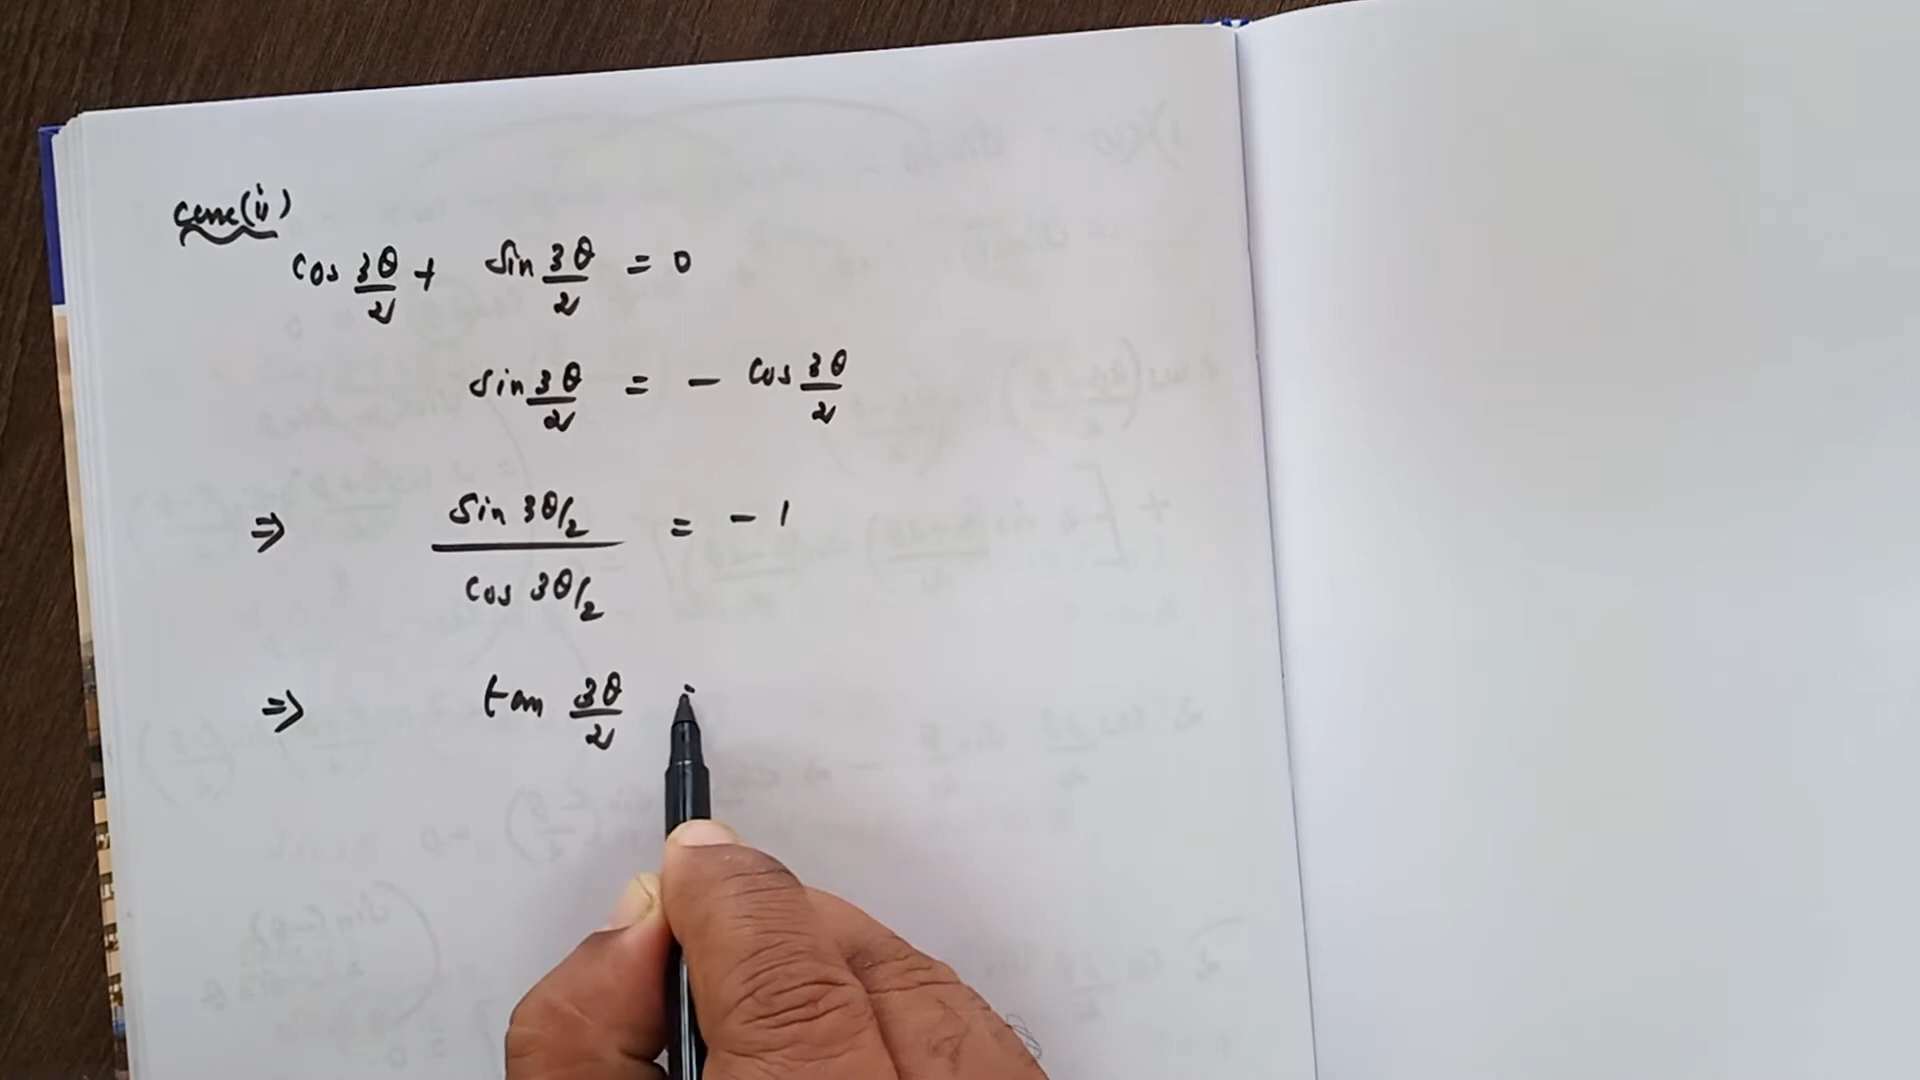 case(ii)
cos 3θ/2 + sin 3θ/2 = 0
sin 3θ/2 = - cos 3θ/2
⇒ sin 3θ/2 / cos 3θ/2 = -1
⇒ tan 3θ/2 =